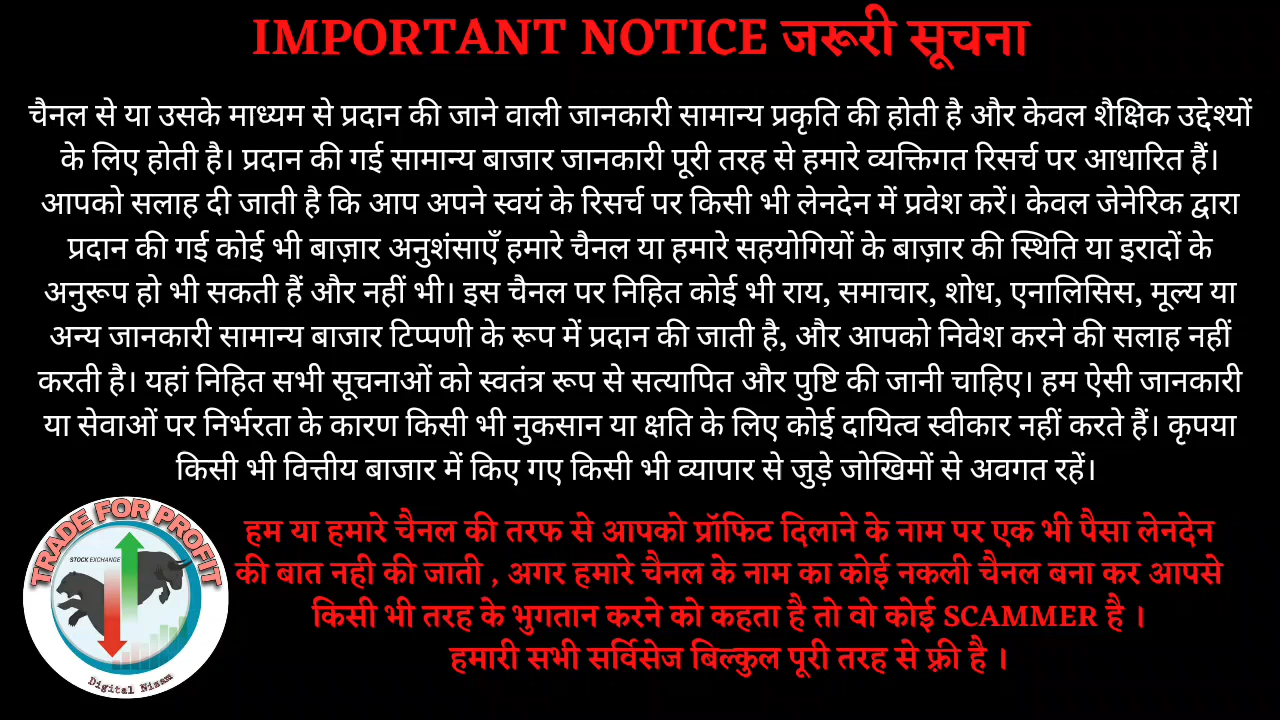 IMPORTANT NOTICE जरूरी सूचना
चैनल से या उसके माध्यम से प्रदान की जाने वाली जानकारी सामान्य प्रकृति की होती है और केवल शैक्षिक उद्देश्यों
के लिए होती है। प्रदान की गई सामान्य बाजार जानकारी पूरी तरह से हमारे व्यक्तिगत रिसर्च पर आधारित हैं।
आपको सलाह दी जाती है कि आप अपने स्वयं के रिसर्च पर किसी भी लेनदेन में प्रवेश करें। केवल जेनेरिक द्वारा
प्रदान की गई कोई भी बाज़ार अनुशंसाएँ हमारे चैनल या हमारे सहयोगियों के बाज़ार की स्थिति या इरादों के
अनुरूप हो भी सकती हैं और नहीं भी। इस चैनल पर निहित कोई भी राय, समाचार, शोध, एनालिसिस, मूल्य या
अन्य जानकारी सामान्य बाजार टिप्पणी के रूप में प्रदान की जाती है, और आपको निवेश करने की सलाह नहीं
करती है। यहां निहित सभी सूचनाओं को स्वतंत्र रूप से सत्यापित और पुष्टि की जानी चाहिए। हम ऐसी जानकारी
या सेवाओं पर निर्भरता के कारण किसी भी नुकसान या क्षति के लिए कोई दायित्व स्वीकार नहीं करते हैं। कृपया
किसी भी वित्तीय बाजार में किए गए किसी भी व्यापार से जुड़े जोखिमों से अवगत रहें।
TRADE FOR PROFIT
STOCK EXCHANGE
Digital Nisam
हम या हमारे चैनल की तरफ से आपको प्रॉफिट दिलाने के नाम पर एक भी पैसा लेनदेन
की बात नही की जाती , अगर हमारे चैनल के नाम का कोई नकली चैनल बना कर आपसे
किसी भी तरह के भुगतान करने को कहता है तो वो कोई SCAMMER है ।
हमारी सभी सर्विसेज बिल्कुल पूरी तरह से फ़्री है ।